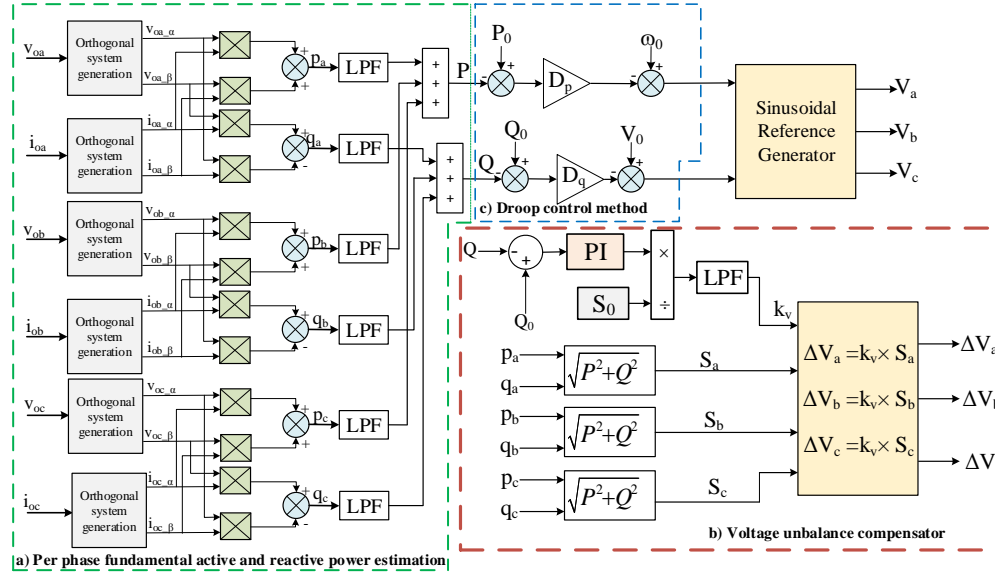 v_oa
Orthogonal
system
generation
v_oa_α
v_oa_β
i_oa
Orthogonal
system
generation
i_oa_α
i_oa_β
+
+
p_a
LPF
+
-
q_a
LPF
v_ob
Orthogonal
system
generation
v_ob_α
v_ob_β
i_ob
Orthogonal
system
generation
i_ob_α
i_ob_β
+
+
p_b
LPF
+
-
q_b
LPF
v_oc
Orthogonal
system
generation
v_oc_α
v_oc_β
i_oc
Orthogonal
system
generation
i_oc_α
i_oc_β
+
+
p_c
LPF
+
-
q_c
LPF
+
+
+
P
+
+
+
Q
a) Per phase fundamental active and reactive power estimation
P_0
-
+
D_p
-
+
ω_0
Q_0
-
+
D_q
-
+
V_0
c) Droop control method
Sinusoidal
Reference
Generator
V_a
V_b
V_c
Q
-
+
Q_0
PI
S_0
×
÷
LPF
k_v
p_a
q_a
√P²+Q²
S_a
p_b
q_b
√P²+Q²
S_b
p_c
q_c
√P²+Q²
S_c
ΔV_a =k_v× S_a
ΔV_b =k_v× S_b
ΔV_c =k_v× S_c
ΔV_a
ΔV_b
ΔV
b) Voltage unbalance compensator